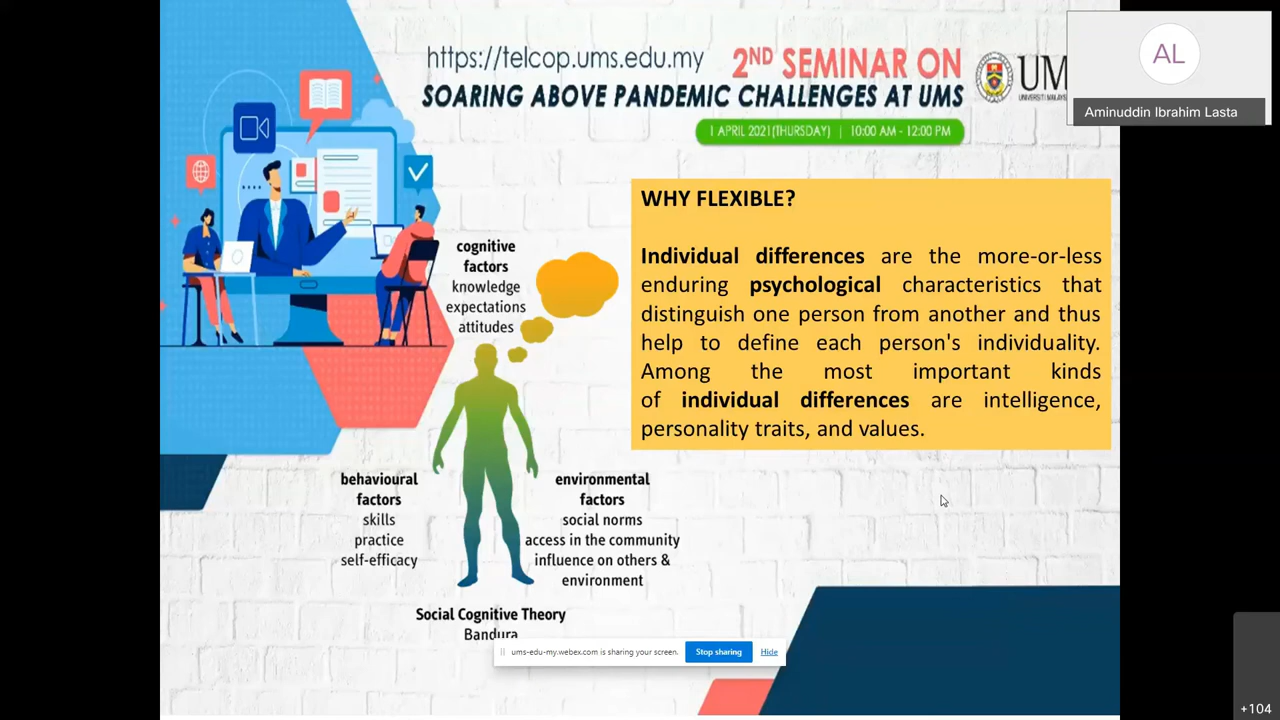 https://telcop.ums.edu.my
2ND SEMINAR ON
SOARING ABOVE PANDEMIC CHALLENGES AT UMS
1 APRIL 2021(THURSDAY) | 10:00 AM - 12:00 PM
UM
UNIVERSITI MALAYS
AL
Aminuddin Ibrahim Lasta
WHY FLEXIBLE?
Individual differences are the more-or-less
enduring psychological characteristics that
distinguish one person from another and thus
help to define each person's individuality.
Among the most important kinds
of individual differences are intelligence,
personality traits, and values.
cognitive
factors
knowledge
expectations
attitudes
behavioural
factors
skills
practice
self-efficacy
environmental
factors
social norms
access in the community
influence on others &
environment
Social Cognitive Theory
Bandura
ums-edu-my.webex.com is sharing your screen.
Stop sharing
Hide
+104